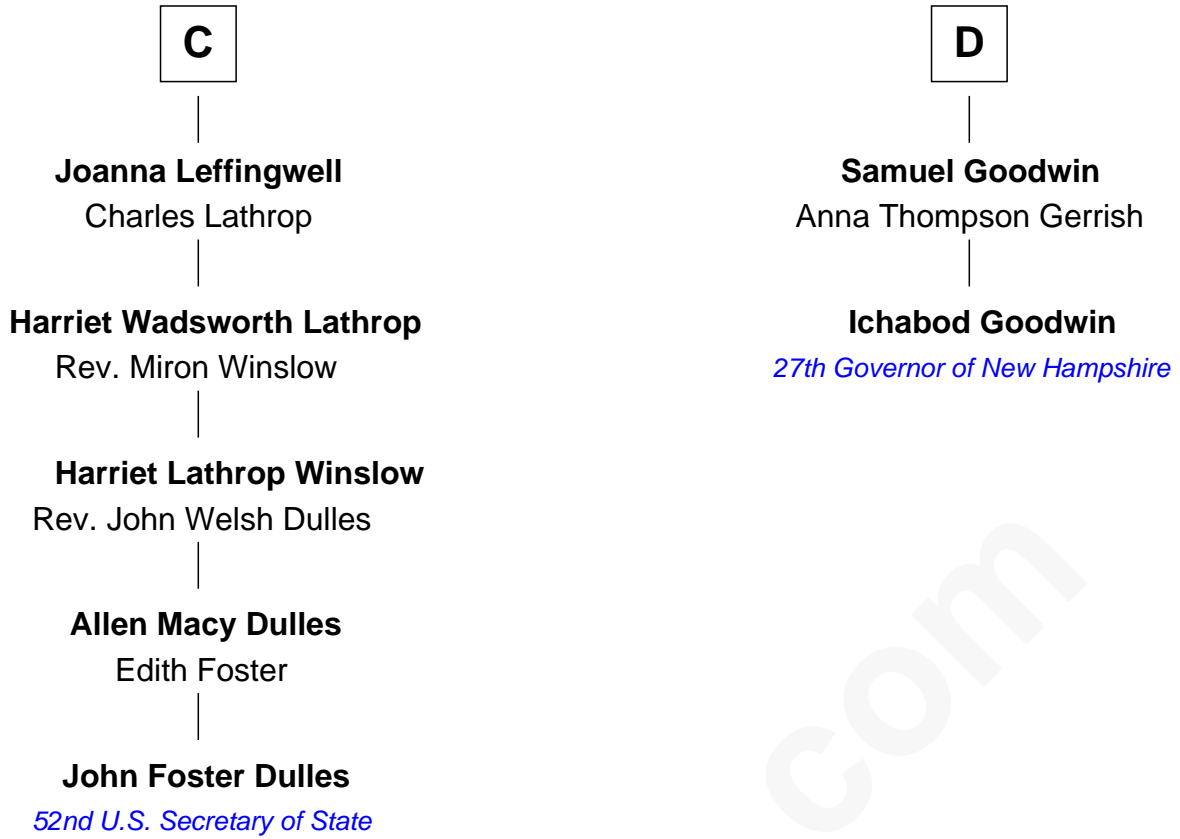 C
Joanna Leffingwell
Charles Lathrop
Harriet Wadsworth Lathrop
Rev. Miron Winslow
Harriet Lathrop Winslow
Rev. John Welsh Dulles
Allen Macy Dulles
Edith Foster
John Foster Dulles
52nd U.S. Secretary of State
D
Samuel Goodwin
Anna Thompson Gerrish
Ichabod Goodwin
27th Governor of New Hampshire
com